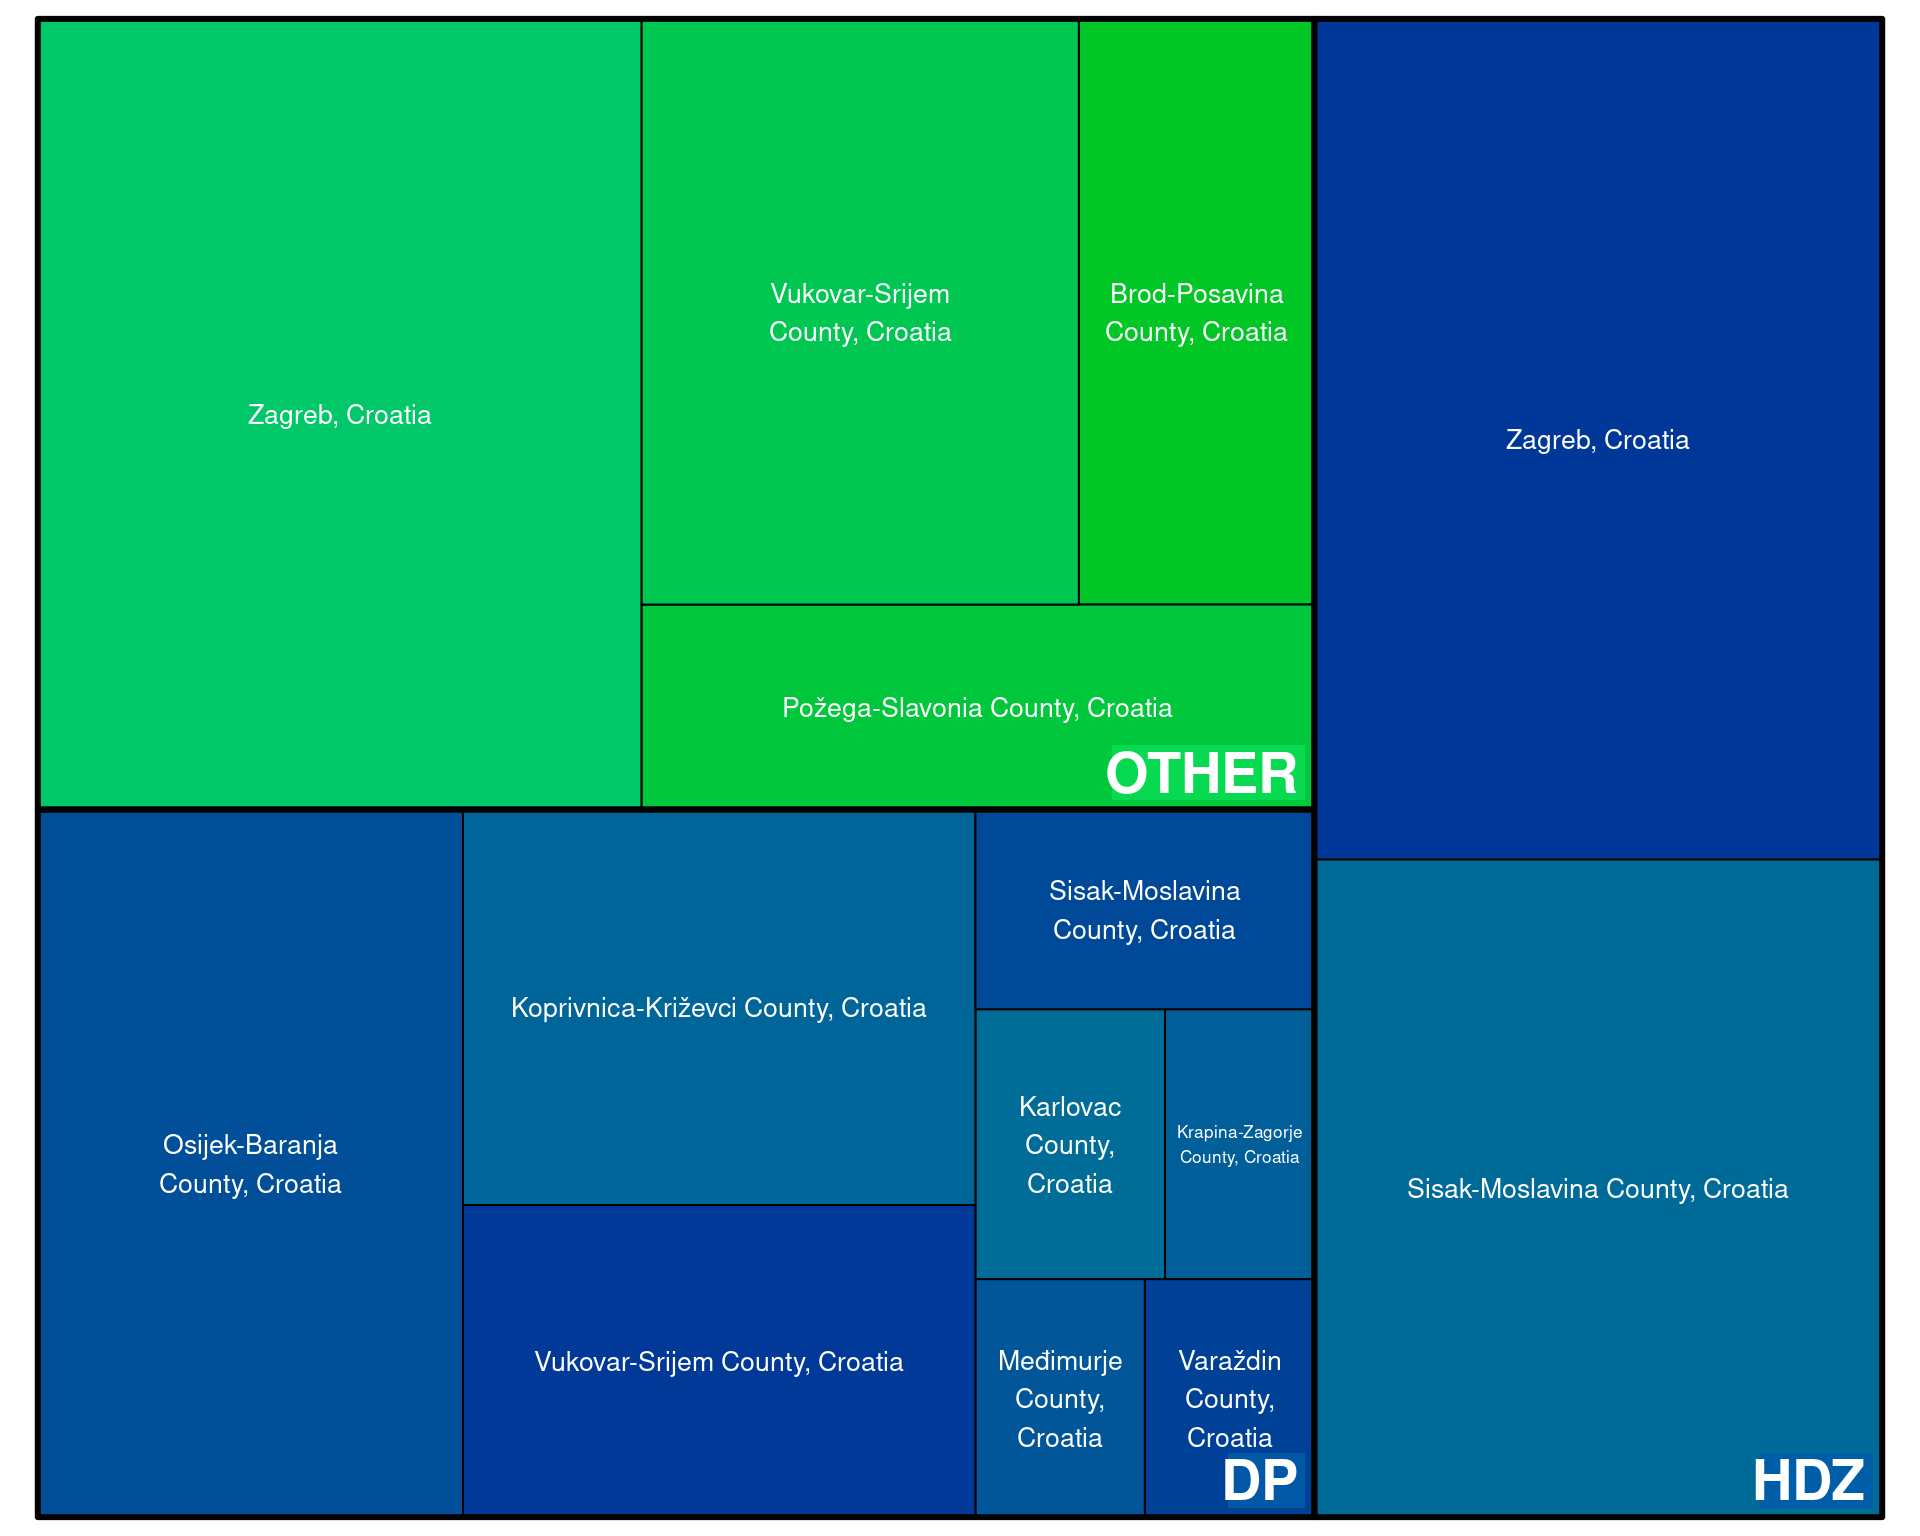 Zagreb, Croatia
Vukovar-Srijem
County, Croatia
Brod-Posavina
County, Croatia
Požega-Slavonia County, Croatia
OTHER
Zagreb, Croatia
Sisak-Moslavina County, Croatia
HDZ
Osijek-Baranja
County, Croatia
Koprivnica-Križevci County, Croatia
Vukovar-Srijem County, Croatia
Sisak-Moslavina
County, Croatia
Karlovac
County,
Croatia
Krapina-Zagorje
County, Croatia
Međimurje
County,
Croatia
Varaždin
County,
Croatia
DP